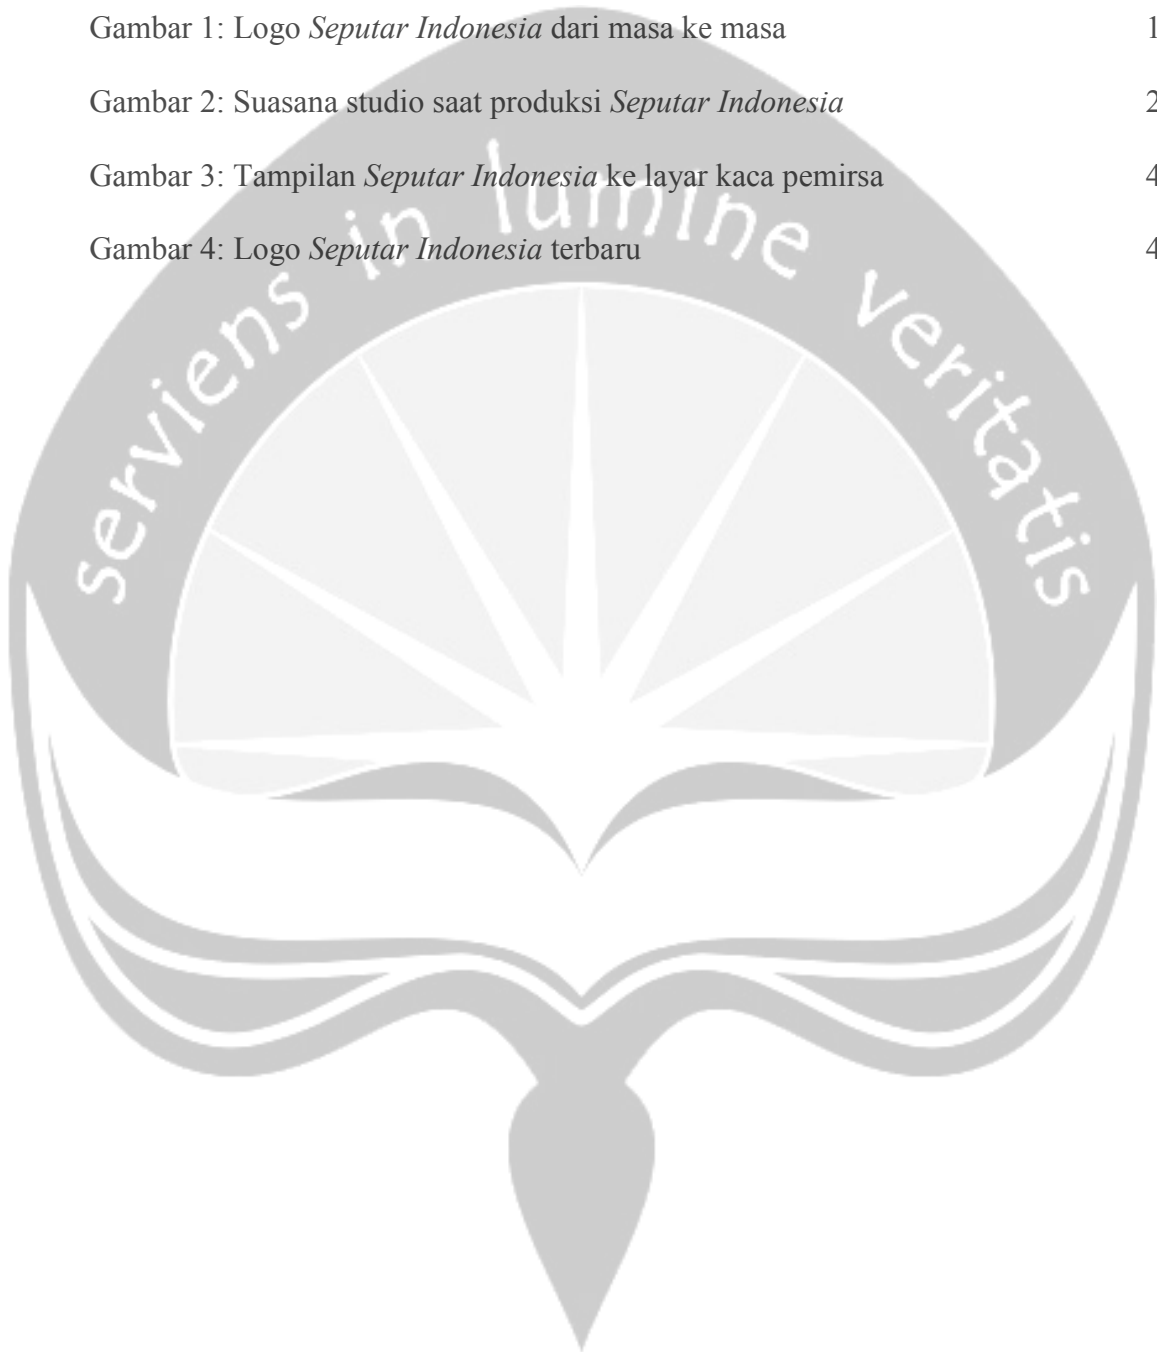 Gambar 1: Logo Seputar Indonesia dari masa ke masa 1
Gambar 2: Suasana studio saat produksi Seputar Indonesia 2
Gambar 3: Tampilan Seputar Indonesia ke layar kaca pemirsa 4
Gambar 4: Logo Seputar Indonesia terbaru 4
serviens in lumine veritatis